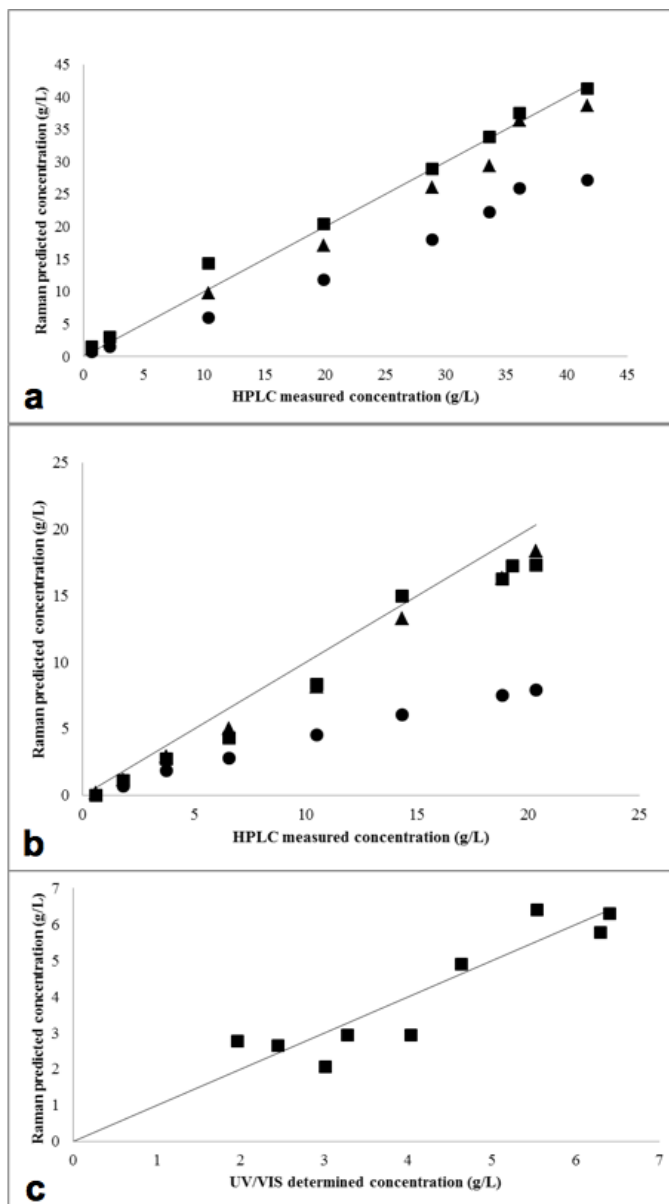 45
40
35
30
25
20
15
10
5
0
0 5 10 15 20 25 30 35 40 45
Raman predicted concentration (g/L)
HPLC measured concentration (g/L)
a
25
20
15
10
5
0
0 5 10 15 20 25
Raman predicted concentration (g/L)
HPLC measured concentration (g/L)
b
7
6
5
4
3
2
1
0
0 1 2 3 4 5 6 7
Raman predicted concentration (g/L)
UV/VIS determined concentration (g/L)
c